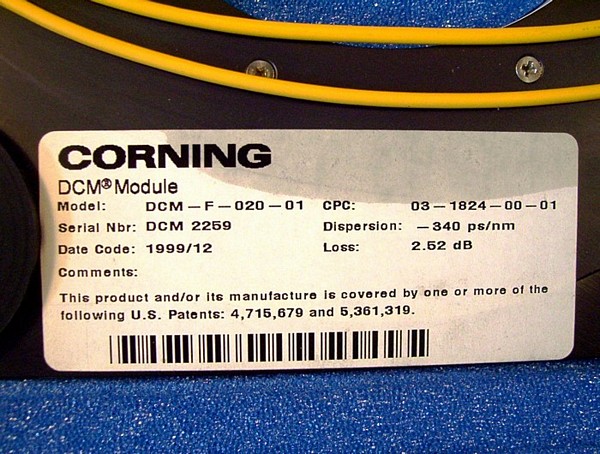 CORNING
DCM® Module
Model: DCM-F-020-01 CPC: 03-1824-00-01
Serial Nbr: DCM 2259 Dispersion: -340 ps/nm
Date Code: 1999/12 Loss: 2.52 dB
Comments:
This product and/or its manufacture is covered by one or more of the
following U.S. Patents: 4,715,679 and 5,361,319.